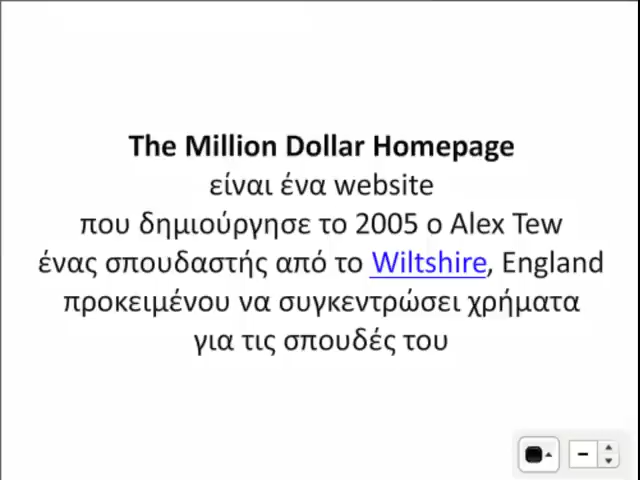 The Million Dollar Homepage
είναι ένα website
που δημιούργησε το 2005 ο Alex Tew
ένας σπουδαστής από το Wiltshire, England
προκειμένου να συγκεντρώσει χρήματα
για τις σπουδές του